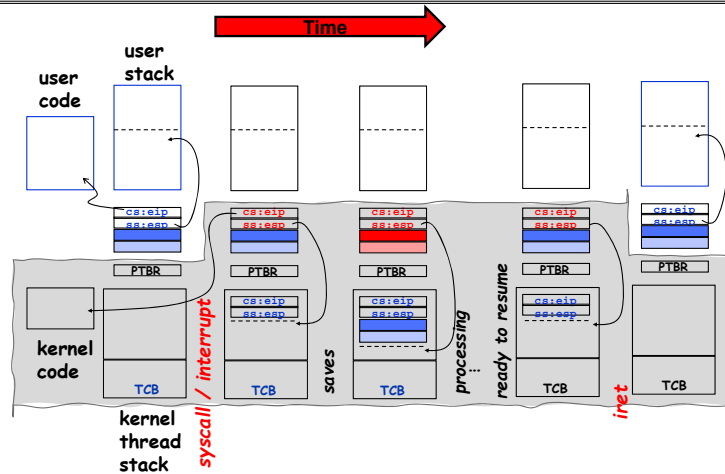 Time
user
stack
user
code
cs:eip
ss:esp
cs:eip
ss:esp
cs:eip
ss:esp
cs:eip
ss:esp
cs:eip
ss:esp
PTBR
PTBR
PTBR
PTBR
PTBR
cs:eip
ss:esp
cs:eip
ss:esp
cs:eip
ss:esp
kernel
code
syscall / interrupt
saves
processing
...
ready to resume
iret
TCB
TCB
TCB
TCB
TCB
kernel
thread
stack